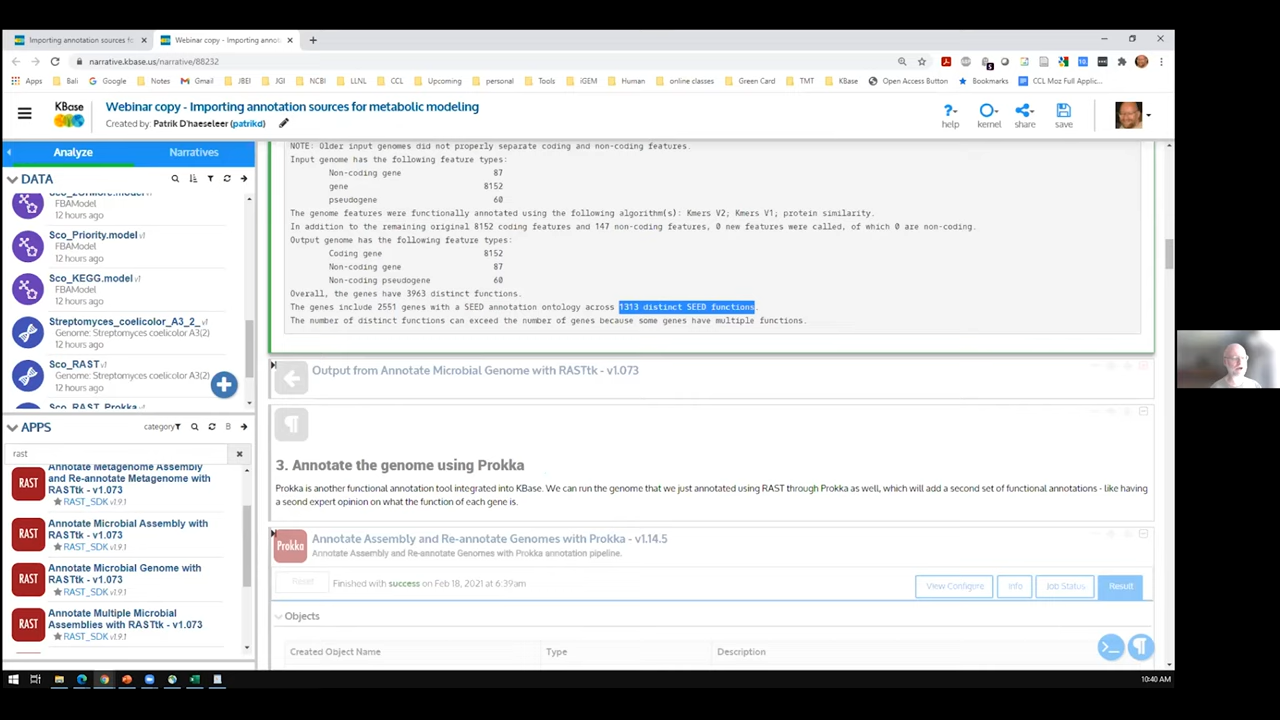 Importing annotation sources fo
Webinar copy - Importing annotat
narrative.kbase.us/narrative/88232
Apps
Bali
Google
Notes
Gmail
JBEI
JGI
NCBI
LLNL
CCL
Upcoming
personal
Tools
iGEM
Human
online classes
Green Card
TMT
KBase
Open Access Button
Bookmarks
CCL Moz Full Applic...
KBase
Webinar copy - Importing annotation sources for metabolic modeling
Created by: Patrik D'haeseleer (patrikd)
help
kernel
share
save
Analyze
Narratives
DATA
FBAModel
12 hours ago
Sco_Priority.model v1
FBAModel
12 hours ago
Sco_KEGG.model v1
FBAModel
12 hours ago
Streptomyces_coelicolor_A3_2_ v1
Genome: Streptomyces coelicolor A3(2)
12 hours ago
Sco_RAST v1
Genome: Streptomyces coelicolor A3(2)
12 hours ago
Sco_RAST_Prokka
APPS
category
B
rast
Annotate Metagenome Assembly
and Re-annotate Metagenome with
RASTtk - v1.073
RAST_SDK v1.9.1
RAST
Annotate Microbial Assembly with
RASTtk - v1.073
RAST_SDK v1.9.1
RAST
Annotate Microbial Genome with
RASTtk - v1.073
RAST_SDK v1.9.1
RAST
Annotate Multiple Microbial
Assemblies with RASTtk - v1.073
RAST_SDK v1.9.1
RAST
NOTE: Older input genomes did not properly separate coding and non-coding features.
Input genome has the following feature types:
Non-coding gene 87
gene 8152
pseudogene 60
The genome features were functionally annotated using the following algorithm(s): Kmers V2; Kmers V1; protein similarity.
In addition to the remaining original 8152 coding features and 147 non-coding features, 0 new features were called, of which 0 are non-coding.
Output genome has the following feature types:
Coding gene 8152
Non-coding gene 87
Non-coding pseudogene 60
Overall, the genes have 3963 distinct functions.
The genes include 2551 genes with a SEED annotation ontology across 1313 distinct SEED functions.
The number of distinct functions can exceed the number of genes because some genes have multiple functions.
Output from Annotate Microbial Genome with RASTtk - v1.073
3. Annotate the genome using Prokka
Prokka is another functional annotation tool integrated into KBase. We can run the genome that we just annotated using RAST through Prokka as well, which will add a second set of functional annotations - like having
a second expert opinion on what the function of each gene is.
Prokka
Annotate Assembly and Re-annotate Genomes with Prokka - v1.14.5
Annotate Assembly and Re-annotate Genomes with Prokka annotation pipeline.
Reset
Finished with success on Feb 18, 2021 at 6:39am
View Configure
Info
Job Status
Result
Objects
Created Object Name
Type
Description
10:40 AM